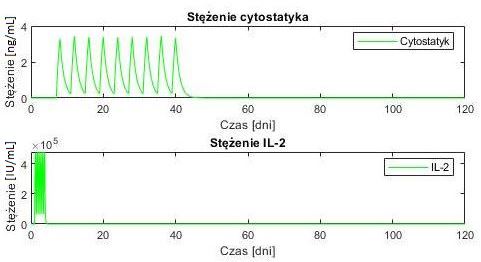 Stężenie cytostatyka
Stężenie [ng/mL]
4
2
0
Cytostatyk
0 20 40 60 80 100 120
Czas [dni]
Stężenie IL-2
×10^5
Stężenie [IU/mL]
4
2
0
IL-2
0 20 40 60 80 100 120
Czas [dni]